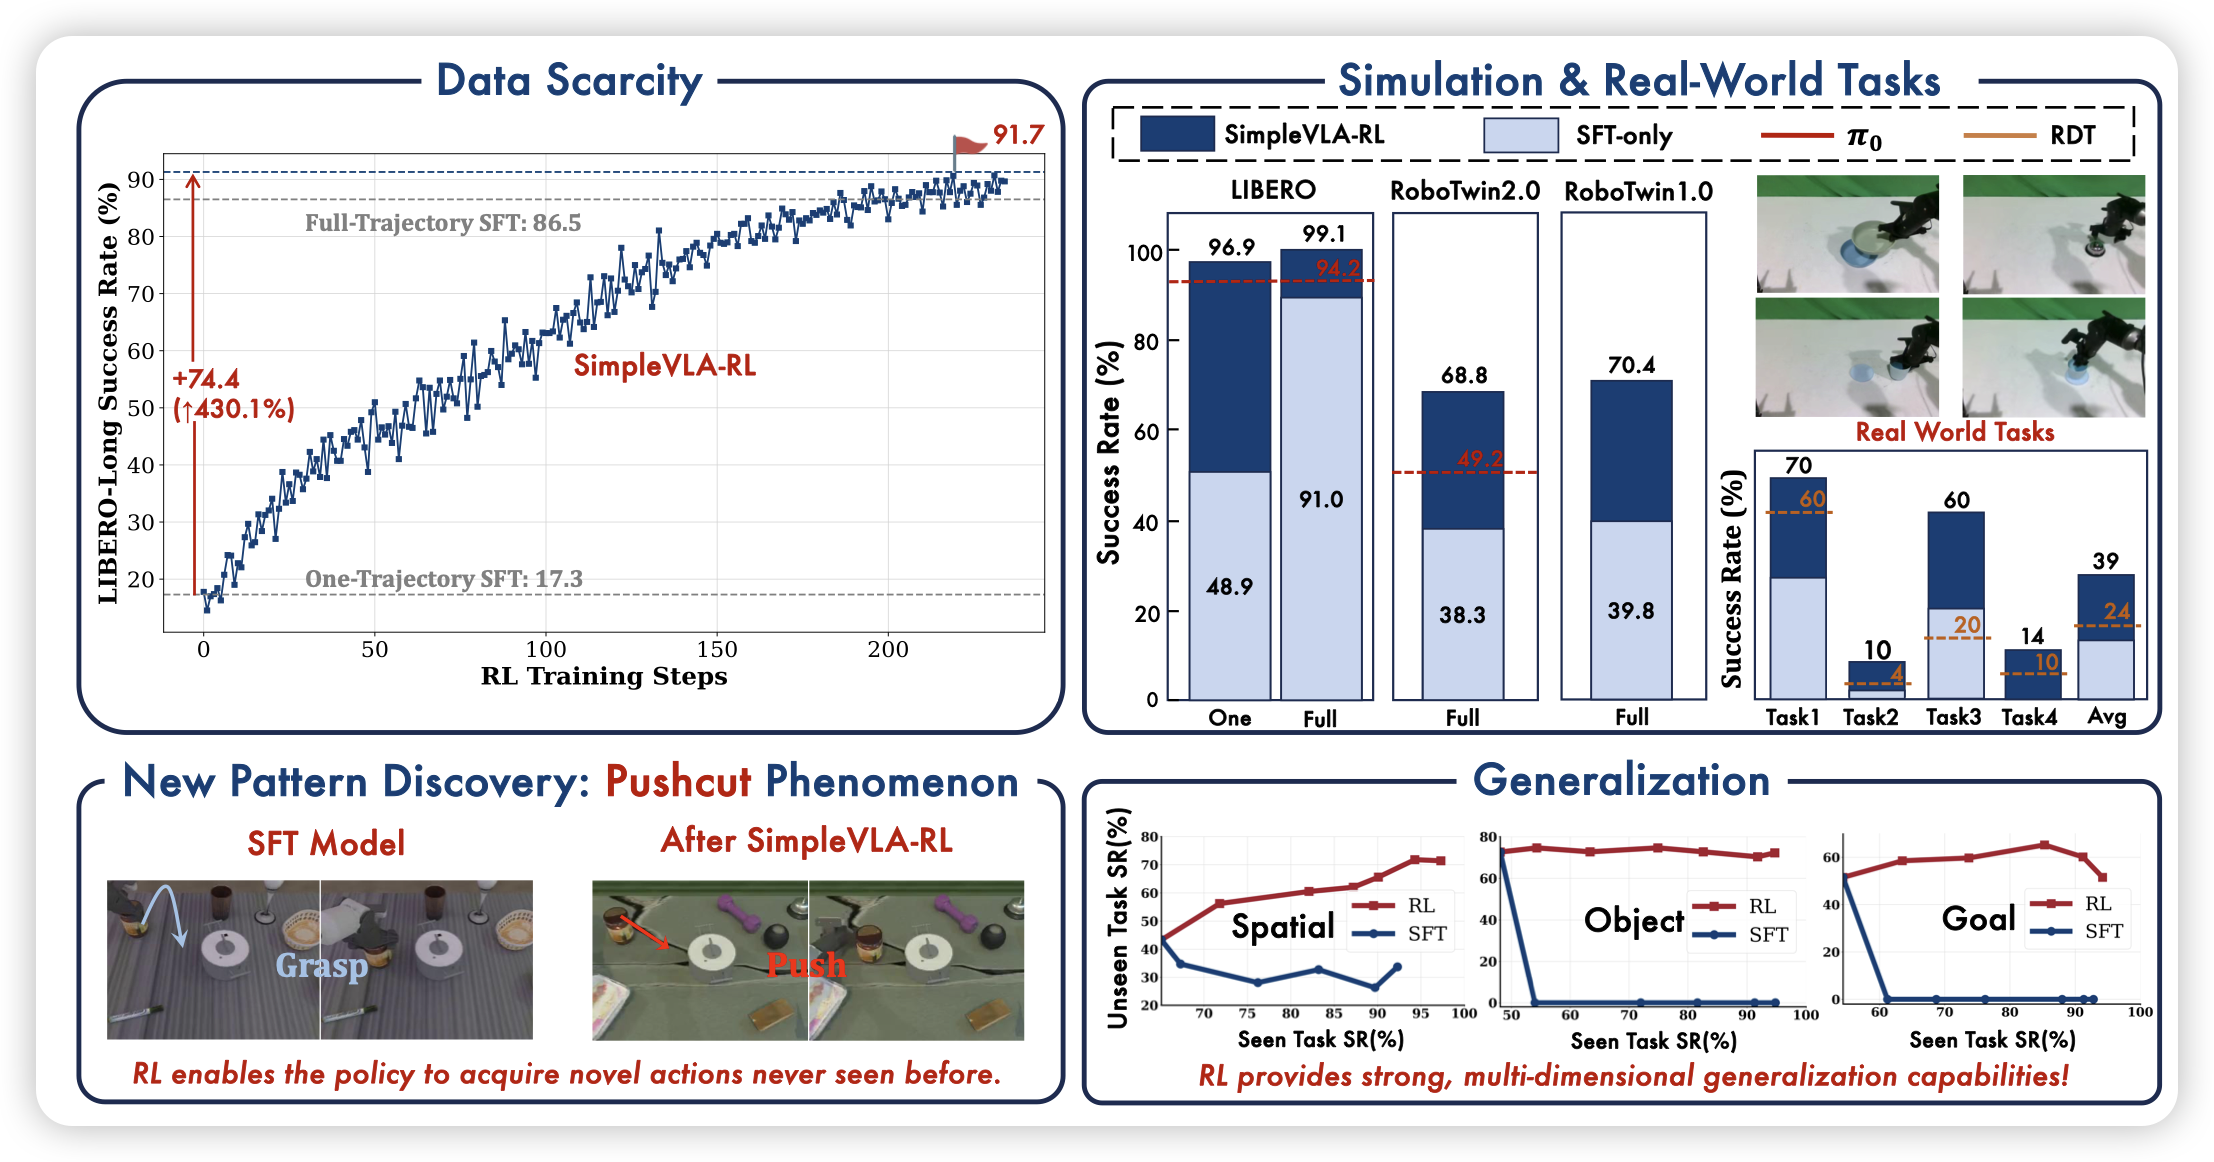 Data Scarcity
91.7
LIBERO-Long Success Rate (%)
90
80
70
60
50
40
30
20
Full-Trajectory SFT: 86.5
+74.4
(↑430.1%)
SimpleVLA-RL
One-Trajectory SFT: 17.3
0 50 100 150 200
RL Training Steps
Simulation & Real-World Tasks
SimpleVLA-RL SFT-only π0 RDT
LIBERO RoboTwin2.0 RoboTwin1.0
Success Rate (%)
100
80
60
40
20
0
96.9 99.1
94.2
48.9 91.0
One Full
68.8
49.2
38.3
Full
70.4
39.8
Full
Real World Tasks
Success Rate (%)
70
60
10
4
60
20
14
10
39
24
Task1 Task2 Task3 Task4 Avg
New Pattern Discovery: Pushcut Phenomenon
SFT Model After SimpleVLA-RL
Grasp Push
RL enables the policy to acquire novel actions never seen before.
Generalization
Unseen Task SR(%)
80
70
60
50
40
30
20
Spatial
RL
SFT
70 75 80 85 90 95 100
Seen Task SR(%)
80
60
40
20
0
Object
RL
SFT
50 60 70 80 90 100
Seen Task SR(%)
60
40
20
0
Goal
RL
SFT
60 70 80 90 100
Seen Task SR(%)
RL provides strong, multi-dimensional generalization capabilities!